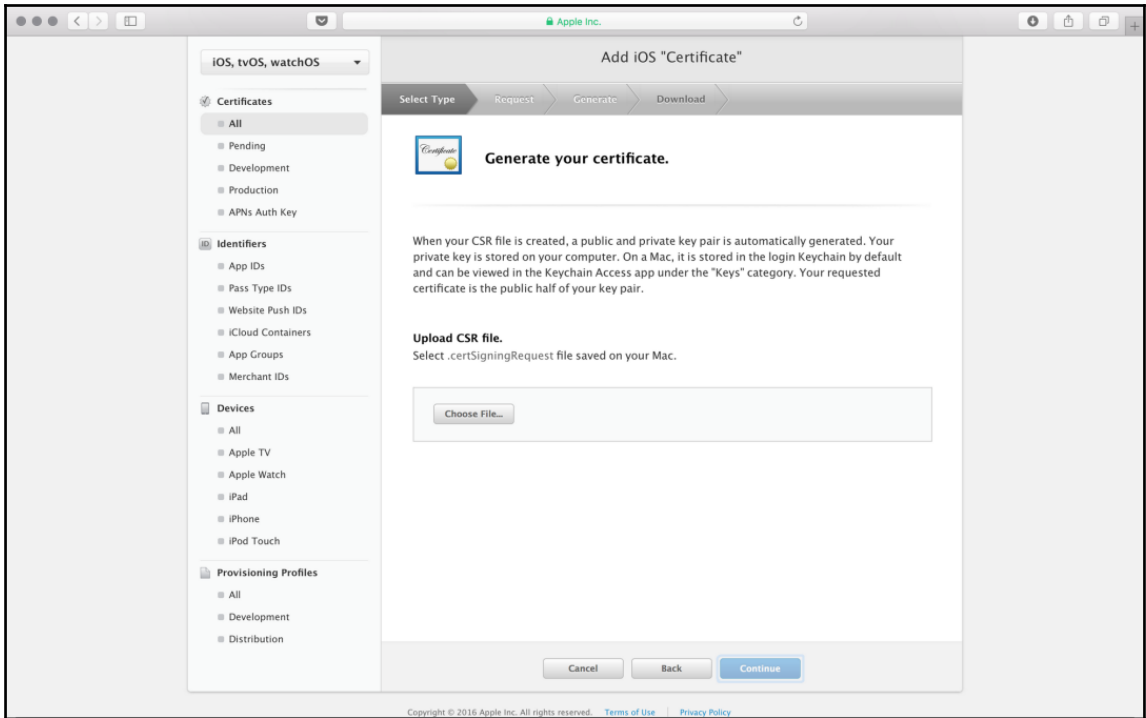 Apple Inc.
iOS, tvOS, watchOS
Certificates
All
Pending
Development
Production
APNs Auth Key
ID Identifiers
App IDs
Pass Type IDs
Website Push IDs
iCloud Containers
App Groups
Merchant IDs
Devices
All
Apple TV
Apple Watch
iPad
iPhone
iPod Touch
Provisioning Profiles
All
Development
Distribution
Add iOS "Certificate"
Select Type Request Generate Download
Certificate
Generate your certificate.
When your CSR file is created, a public and private key pair is automatically generated. Your
private key is stored on your computer. On a Mac, it is stored in the login Keychain by default
and can be viewed in the Keychain Access app under the "Keys" category. Your requested
certificate is the public half of your key pair.
Upload CSR file.
Select .certSigningRequest file saved on your Mac.
Choose File...
Cancel Back Continue
Copyright © 2016 Apple Inc. All rights reserved. Terms of Use | Privacy Policy